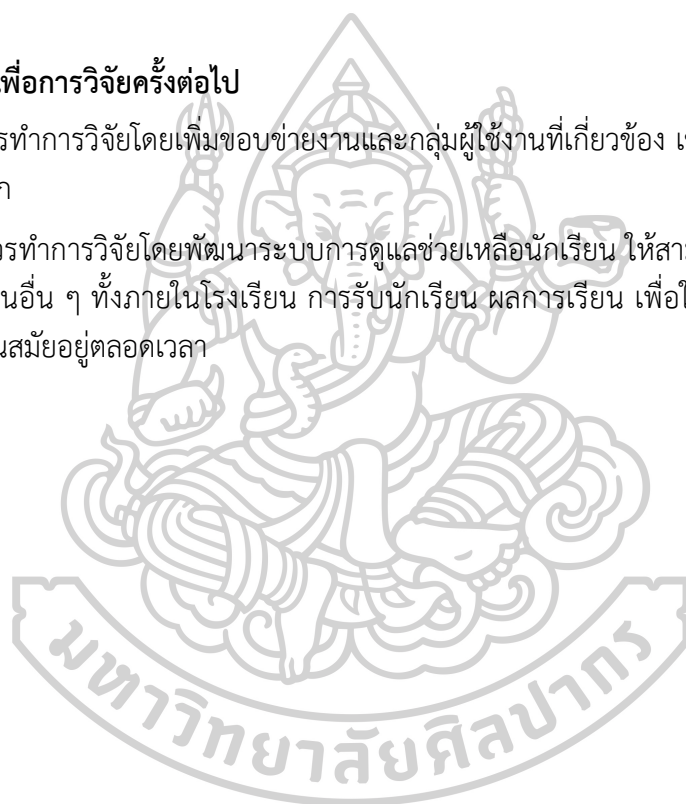 พื่อการวิจัยครั้งต่อไป
รทำการวิจัยโดยเพิ่มขอบข่ายงานและกลุ่มผู้ใช้งานที่เกี่ยวข้อง เ
ก
วรทำการวิจัยโดยพัฒนาระบบการดูแลช่วยเหลือนักเรียน ให้สา
นอื่น ๆ ทั้งภายในโรงเรียน การรับนักเรียน ผลการเรียน เพื่อใ
นสมัยอยู่ตลอดเวลา
มหาวิทยาลัยศิลปากร